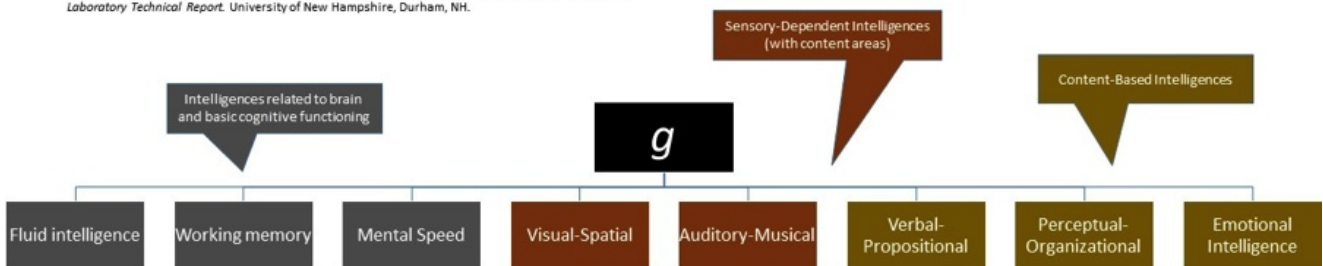 Laboratory Technical Report. University of New Hampshire, Durham, NH.
Sensory-Dependent Intelligences
(with content areas)
Content-Based Intelligences
Intelligences related to brain
and basic cognitive functioning
g
Fluid intelligence
Working memory
Mental Speed
Visual-Spatial
Auditory-Musical
Verbal-
Propositional
Perceptual-
Organizational
Emotional
Intelligence